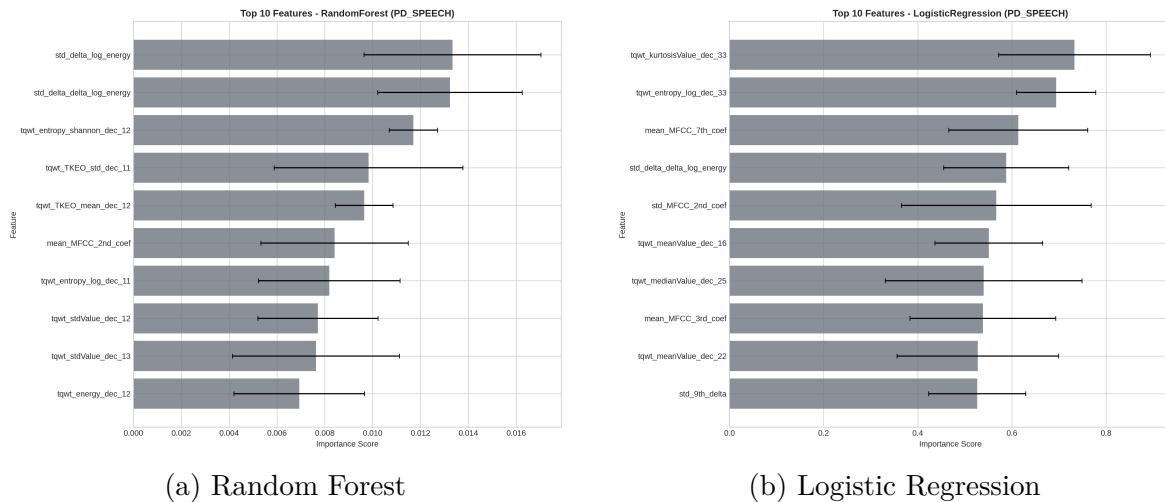 Top 10 Features - RandomForest (PD_SPEECH)
Feature
std_delta_log_energy
std_delta_delta_log_energy
tqwt_entropy_shannon_dec_12
tqwt_TKEO_std_dec_11
tqwt_TKEO_mean_dec_12
mean_MFCC_2nd_coef
tqwt_entropy_log_dec_11
tqwt_stdValue_dec_12
tqwt_stdValue_dec_13
tqwt_energy_dec_12
0.000 0.002 0.004 0.006 0.008 0.010 0.012 0.014 0.016
Importance Score
(a) Random Forest
Top 10 Features - LogisticRegression (PD_SPEECH)
Feature
tqwt_kurtosisValue_dec_33
tqwt_entropy_log_dec_33
mean_MFCC_7th_coef
std_delta_delta_log_energy
std_MFCC_2nd_coef
tqwt_meanValue_dec_16
tqwt_medianValue_dec_25
mean_MFCC_3rd_coef
tqwt_meanValue_dec_22
std_9th_delta
0.0 0.2 0.4 0.6 0.8
Importance Score
(b) Logistic Regression